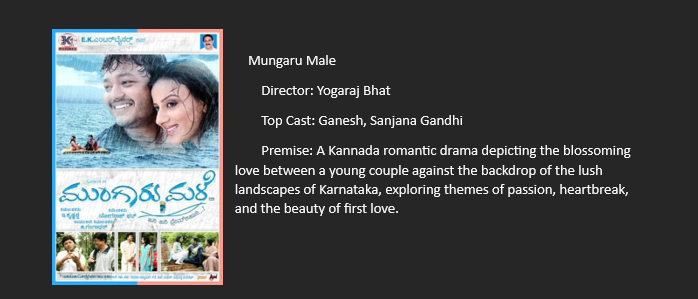 E.K.ಎಂಟರ್‌ಟೈನರ್ಸ್
ಮುಂಗಾರು ಮಳೆ
Mungaru Male
Director: Yogaraj Bhat
Top Cast: Ganesh, Sanjana Gandhi
Premise: A Kannada romantic drama depicting the blossoming
love between a young couple against the backdrop of the lush
landscapes of Karnataka, exploring themes of passion, heartbreak,
and the beauty of first love.